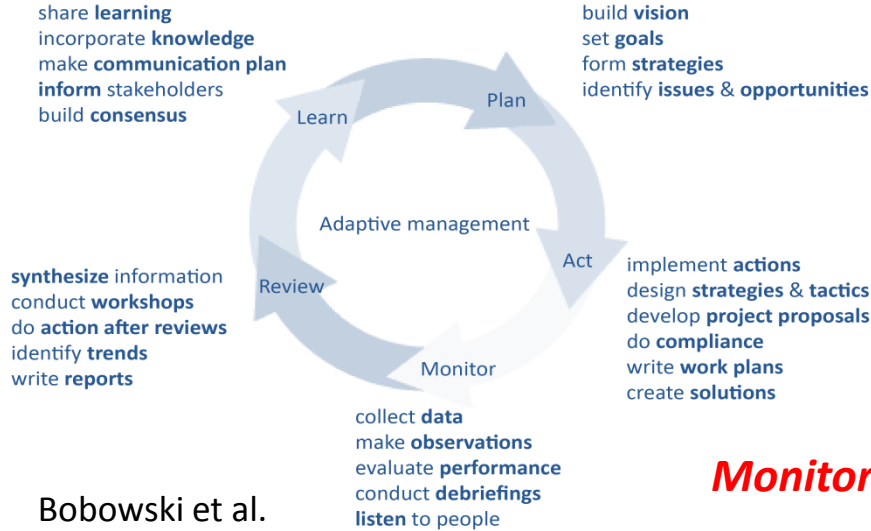 share learning
incorporate knowledge
make communication plan
inform stakeholders
build consensus
build vision
set goals
form strategies
identify issues & opportunities
Learn
Plan
Adaptive management
Act
Review
Monitor
synthesize information
conduct workshops
do action after reviews
identify trends
write reports
implement actions
design strategies & tactics
develop project proposals
do compliance
write work plans
create solutions
collect data
make observations
evaluate performance
conduct debriefings
listen to people
Monitor
Bobowski et al.